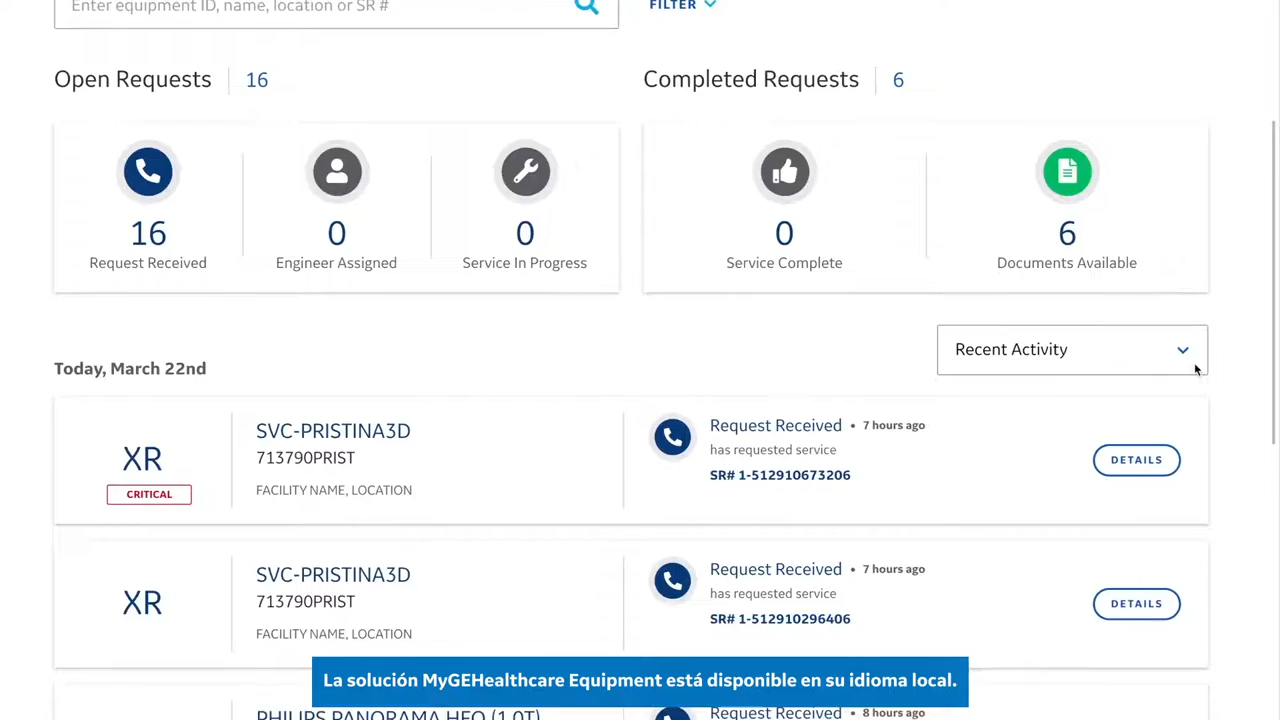 Enter equipment ID, name, location or SR #
FILTER
Open Requests 16
Completed Requests 6
16
Request Received
0
Engineer Assigned
0
Service In Progress
0
Service Complete
6
Documents Available
Recent Activity
Today, March 22nd
XR
CRITICAL
SVC-PRISTINA3D
713790PRIST
FACILITY NAME, LOCATION
Request Received • 7 hours ago
has requested service
SR# 1-512910673206
DETAILS
XR
SVC-PRISTINA3D
713790PRIST
FACILITY NAME, LOCATION
Request Received • 7 hours ago
has requested service
SR# 1-512910296406
DETAILS
La solución MyGEHealthcare Equipment está disponible en su idioma local.
PHILIPS PANORAMA HFO (1.0T)
Request Received • 8 hours ago